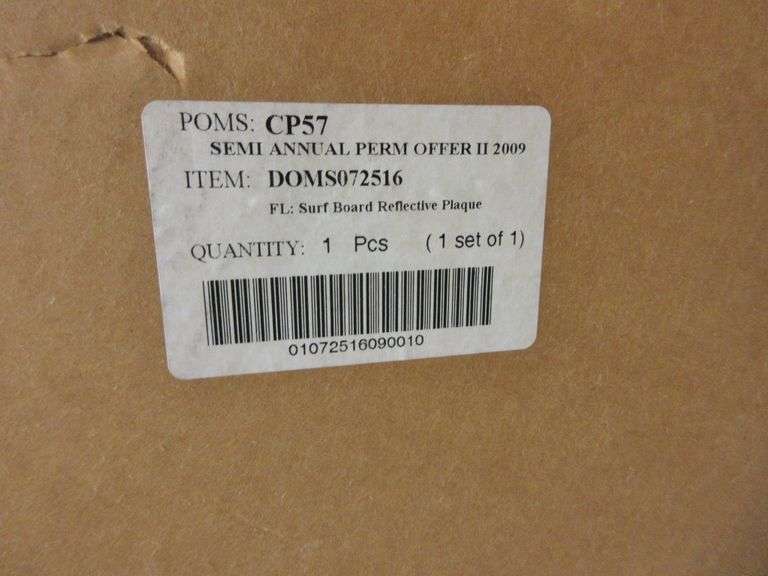 POMS: CP57
SEMI ANNUAL PERM OFFER II 2009
ITEM: DOMS072516
FL: Surf Board Reflective Plaque
QUANTITY: 1 Pcs (1 set of 1)
01072516090010